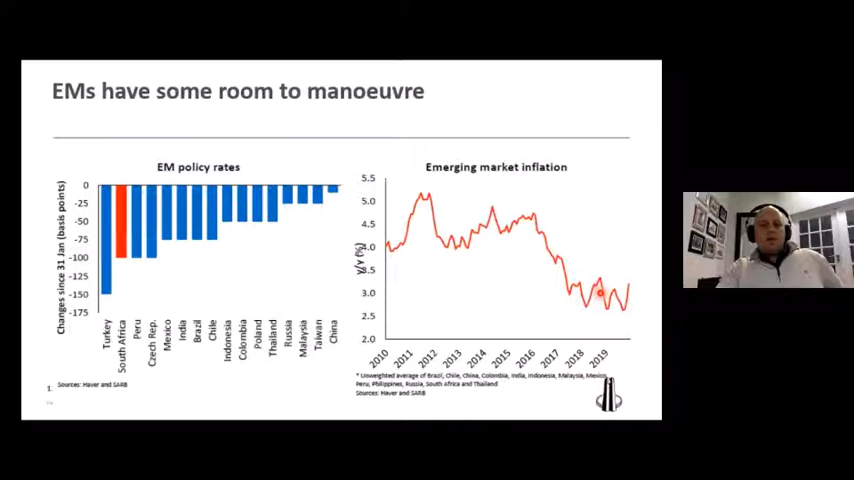 EMs have some room to manoeuvre
EM policy rates
Changes since 31 Jan (basis points)
0
-25
-50
-75
-100
-125
-150
-175
Turkey
South Africa
Peru
Czech Rep.
Mexico
India
Brazil
Chile
Indonesia
Colombia
Poland
Thailand
Russia
Malaysia
Taiwan
China
Sources: Haver and SARB
Emerging market inflation
y/y (%)
5.5
5.0
4.5
4.0
3.5
3.0
2.5
2.0
2010
2011
2012
2013
2014
2015
2016
2017
2018
2019
* Unweighted average of Brazil, Chile, China, Colombia, India, Indonesia, Malaysia, Mexico,
Peru, Philippines, Russia, South Africa and Thailand
Sources: Haver and SARB